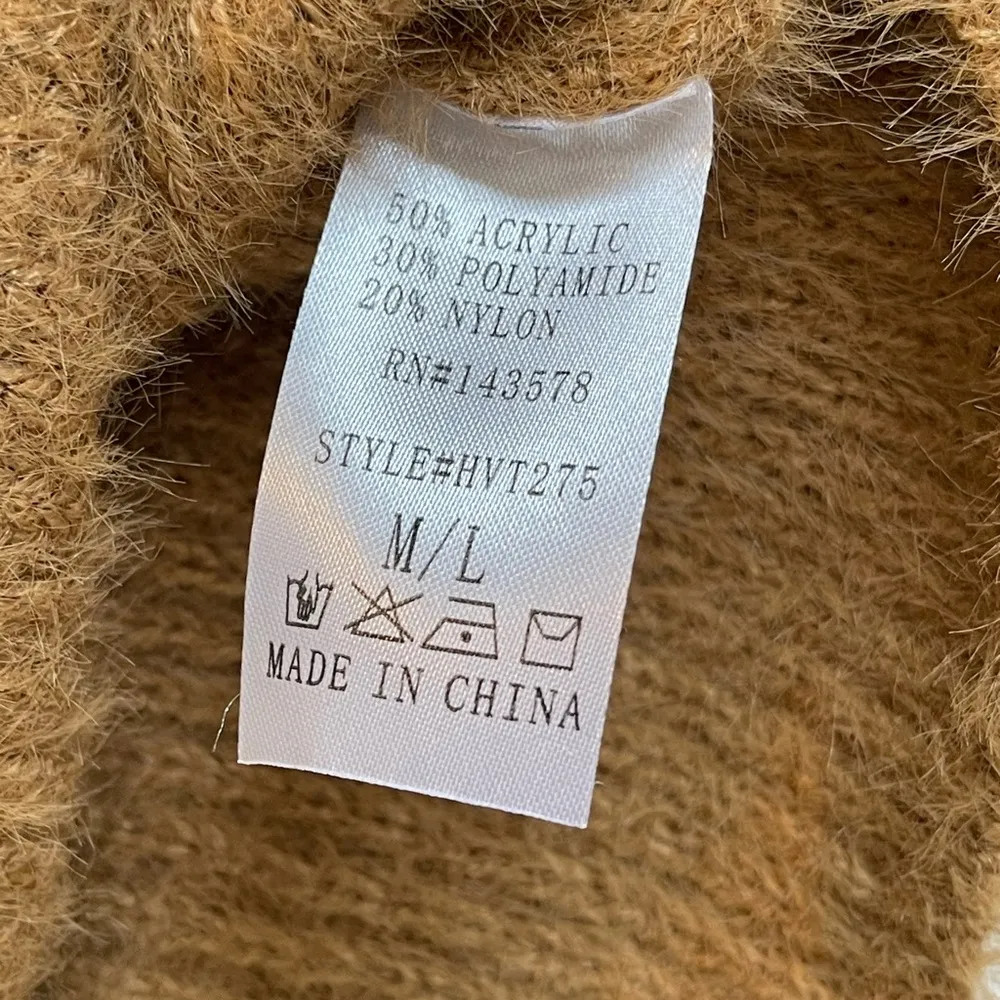 50% ACRYLIC
30% POLYAMIDE
20% NYLON
RN#143578
STYLE#HVT275
M/L
MADE IN CHINA